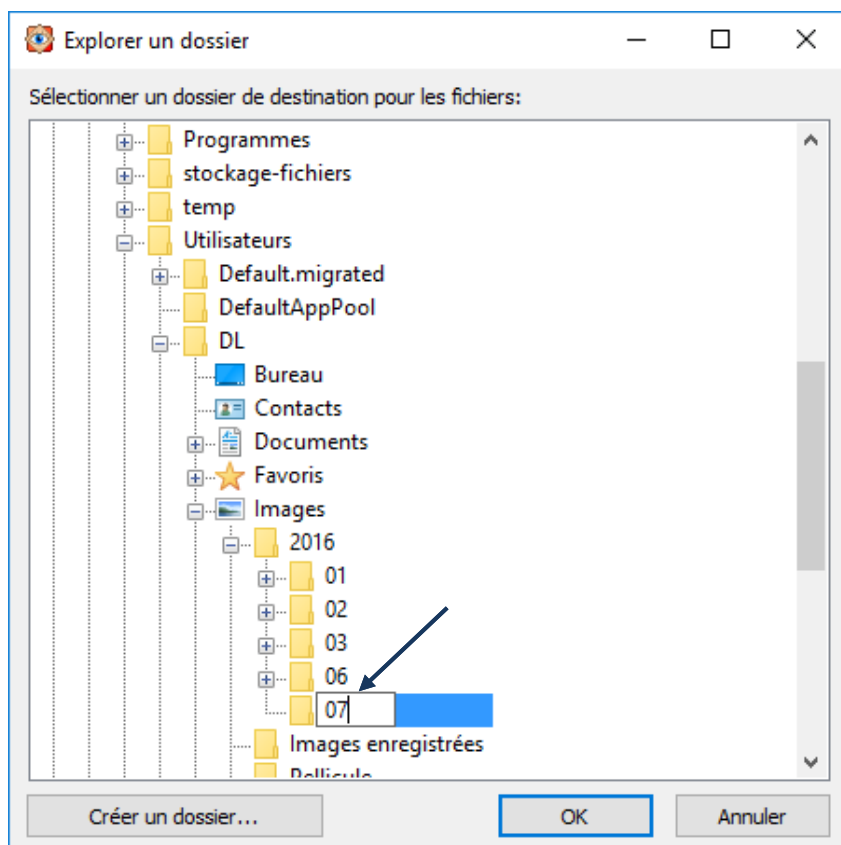 Explorer un dossier
Sélectionner un dossier de destination pour les fichiers:
Programmes
stockage-fichiers
temp
Utilisateurs
Default.migrated
DefaultAppPool
DL
Bureau
Contacts
Documents
Favoris
Images
2016
01
02
03
06
07
Images enregistrées
Pellicule
Créer un dossier...
OK
Annuler